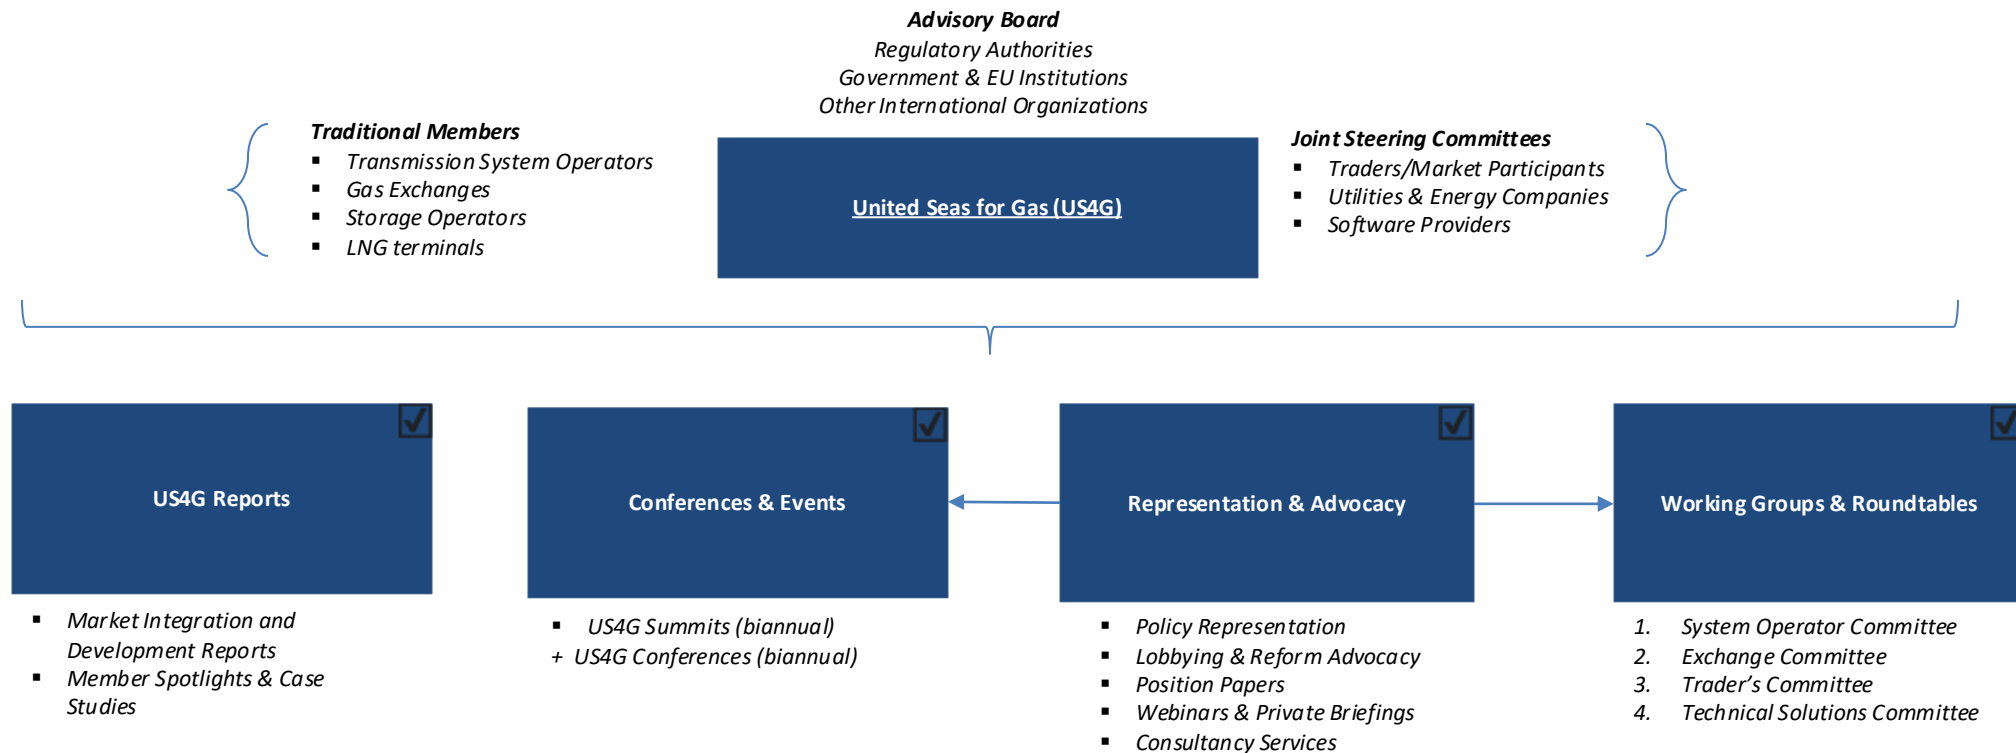 Advisory Board
Regulatory Authorities
Government & EU Institutions
Other International Organizations
Traditional Members
▪ Transmission System Operators
▪ Gas Exchanges
▪ Storage Operators
▪ LNG terminals
United Seas for Gas (US4G)
Joint Steering Committees
▪ Traders/Market Participants
▪ Utilities & Energy Companies
▪ Software Providers
US4G Reports
▪ Market Integration and
Development Reports
▪ Member Spotlights & Case
Studies
Conferences & Events
▪ US4G Summits (biannual)
+ US4G Conferences (biannual)
Representation & Advocacy
▪ Policy Representation
▪ Lobbying & Reform Advocacy
▪ Position Papers
▪ Webinars & Private Briefings
▪ Consultancy Services
Working Groups & Roundtables
1. System Operator Committee
2. Exchange Committee
3. Trader’s Committee
4. Technical Solutions Committee